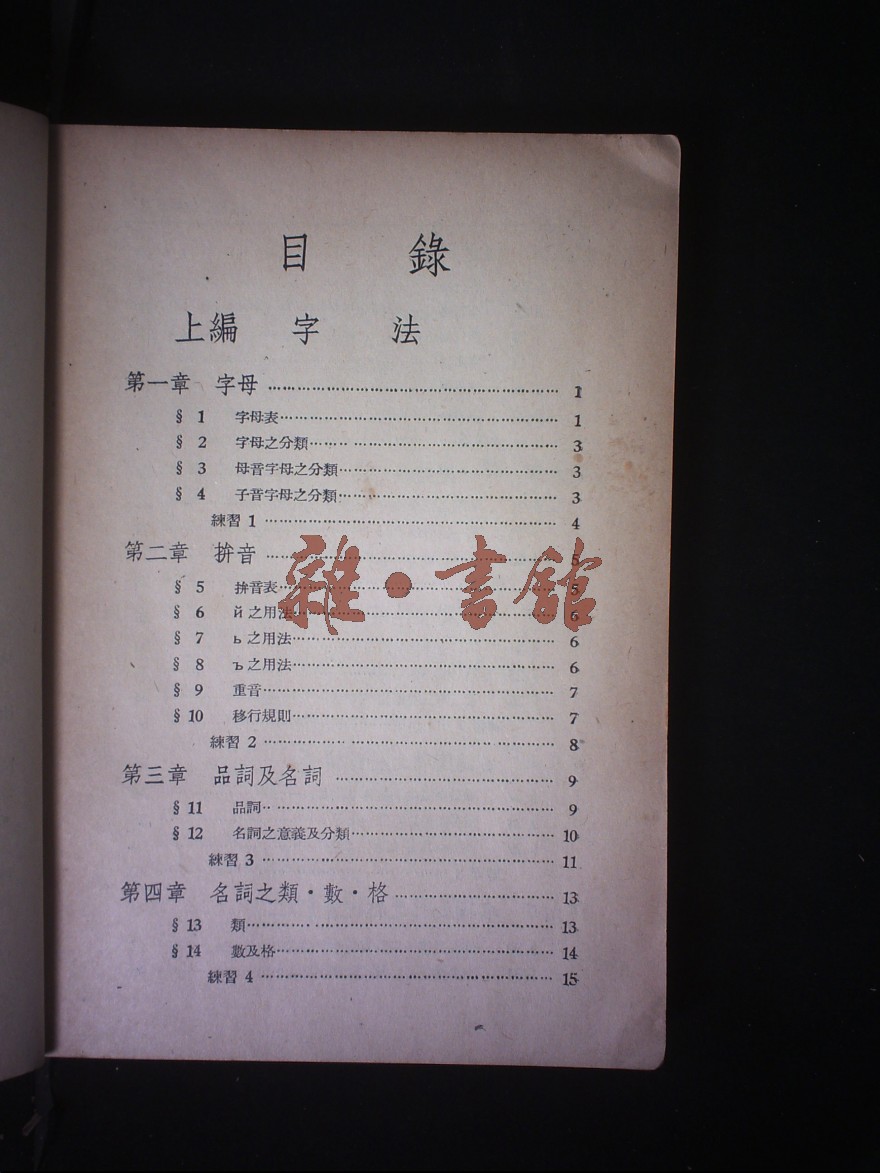 目 錄
上編 字 法
第一章 字母 …… 1
§ 1 字母表 …… 1
§ 2 字母之分類 …… 3
§ 3 母音字母之分類 …… 3
§ 4 子音字母之分類 …… 3
練習 1 …… 4
第二章 拚音 …… 5
§ 5 拚音表 …… 5
§ 6 й 之用法 …… 6
§ 7 ь 之用法 …… 6
§ 8 ъ 之用法 …… 6
§ 9 重音 …… 7
§ 10 移行規則 …… 7
練習 2 …… 8
第三章 品詞及名詞 …… 9
§ 11 品詞 …… 9
§ 12 名詞之意義及分類 …… 10
練習 3 …… 11
第四章 名詞之類・數・格 …… 13
§ 13 類 …… 13
§ 14 數及格 …… 14
練習 4 …… 15
雜・書館